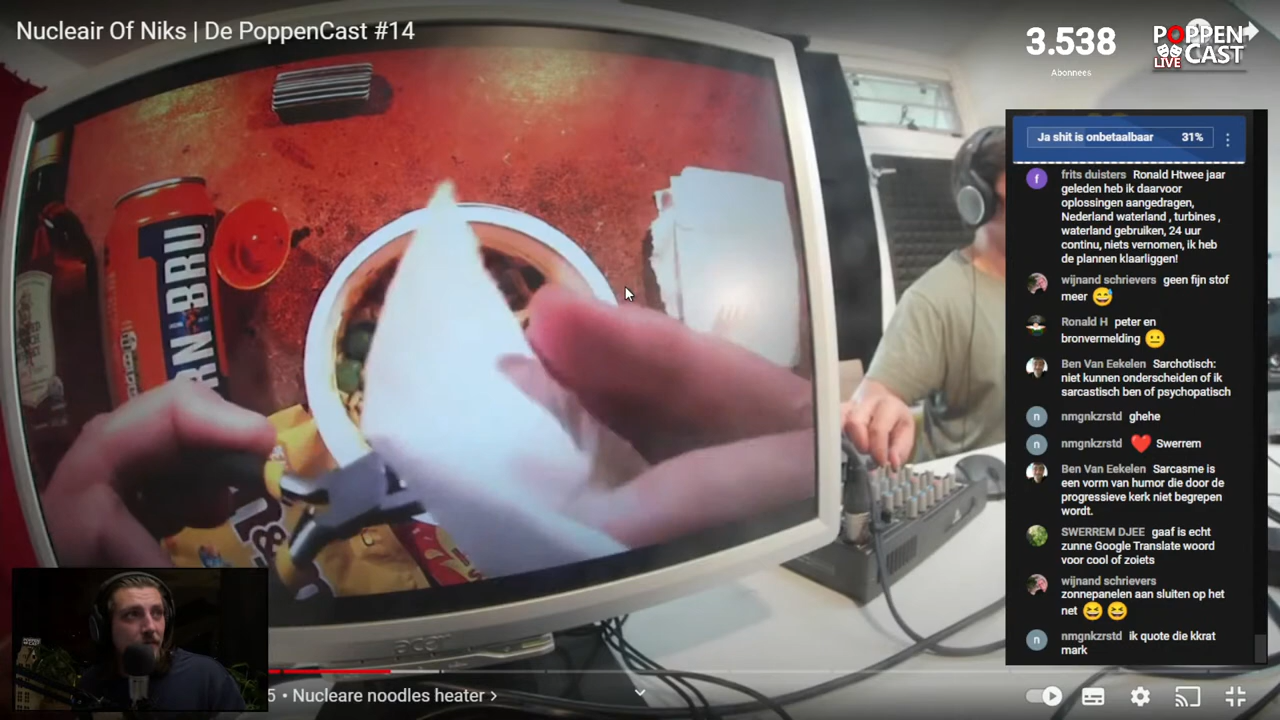 Nucleair Of Niks | De PoppenCast #14
3.538
Abonnees
POPPEN
CAST
LIVE
Ja shit is onbetaalbaar 31%
frits duisters Ronald Htwee jaar
geleden heb ik daarvoor
oplossingen aangedragen,
Nederland waterland , turbines ,
waterland gebruiken, 24 uur
continu, niets vernomen, ik heb
de plannen klaarliggen!
wijnand schrievers geen fijn stof
meer 😅
Ronald H peter en
bronvermelding 😐
Ben Van Eekelen Sarchotisch:
niet kunnen onderscheiden of ik
sarcastisch ben of psychopatisch
nmgnkzrstd ghehe
nmgnkzrstd ❤️ Swerrem
Ben Van Eekelen Sarcasme is
een vorm van humor die door de
progressieve kerk niet begrepen
wordt.
SWERREM DJEE gaaf is echt
zunne Google Translate woord
voor cool of zoiets
wijnand schrievers
zonnepanelen aan sluiten op het
net 😆 😆
nmgnkzrstd ik quote die kkrat
mark
RN-BRU
acer
5 • Nucleare noodles heater >